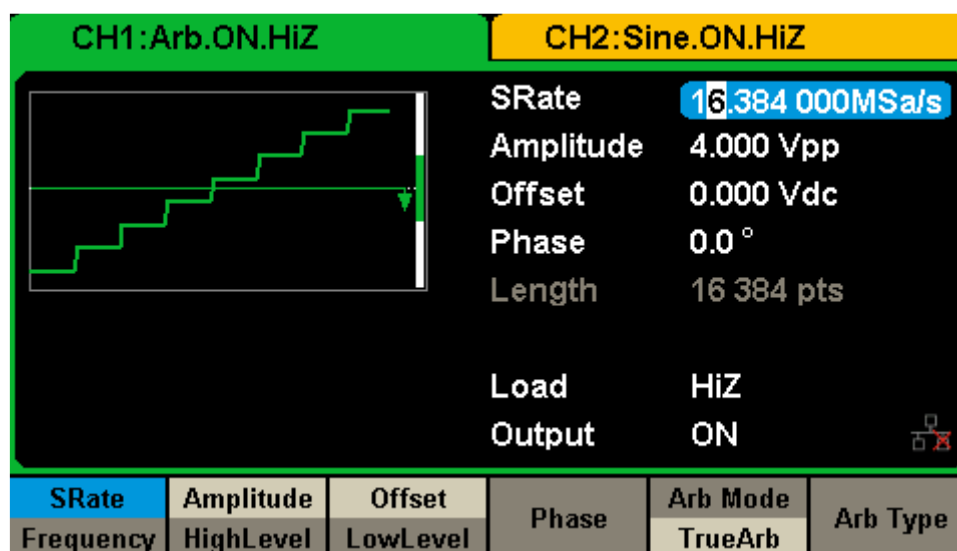 CH1:Arb.ON.HiZ
CH2:Sine.ON.HiZ
SRate 16.384 000MSa/s
Amplitude 4.000 Vpp
Offset 0.000 Vdc
Phase 0.0 °
Length 16 384 pts
Load HiZ
Output ON
SRate Amplitude Offset Phase Arb Mode Arb Type
Frequency HighLevel LowLevel TrueArb